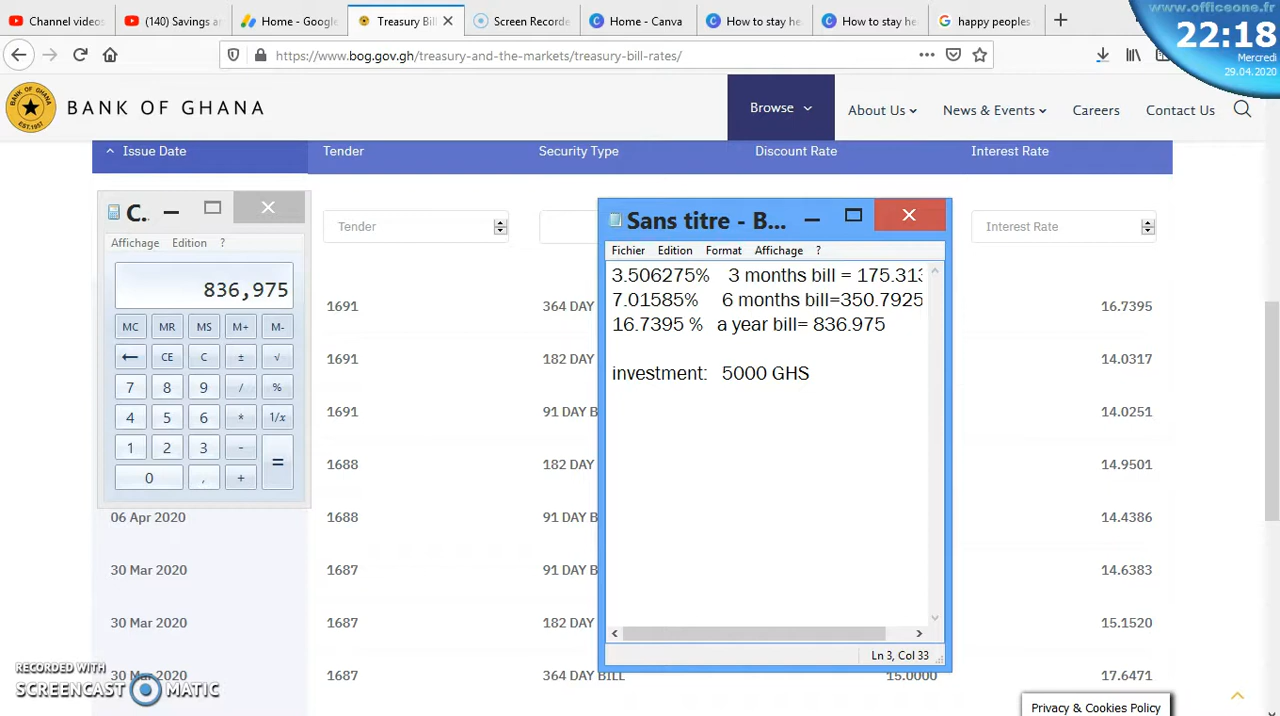 www.officeone.fr
22:18
Mercredi
29.04.2020
Channel videos
(140) Savings a
Home - Google
Treasury Bil
Screen Recorde
Home - Canva
How to stay he
How to stay he
happy peoples
https://www.bog.gov.gh/treasury-and-the-markets/treasury-bill-rates/
BANK OF GHANA
Browse
About Us
News & Events
Careers
Contact Us
Issue Date Tender Security Type Discount Rate Interest Rate
Tender
Interest Rate
1691 364 DAY 16.7395
1691 182 DAY 14.0317
1691 91 DAY B 14.0251
1688 182 DAY 14.9501
06 Apr 2020 1688 91 DAY B 14.4386
30 Mar 2020 1687 91 DAY B 14.6383
30 Mar 2020 1687 182 DAY 15.1520
30 Mar 2020 1687 364 DAY BILL 15.0000 17.6471
C.
Affichage Edition ?
836,975
MC MR MS M+ M-
← CE C ± √
7 8 9 / %
4 5 6 * 1/x
1 2 3 - =
0 , +
Sans titre - B...
Fichier Edition Format Affichage ?
3.506275% 3 months bill = 175.313
7.01585% 6 months bill=350.7925
16.7395 % a year bill= 836.975
investment: 5000 GHS
Ln 3, Col 33
RECORDED WITH
SCREENCAST MATIC
Privacy & Cookies Policy